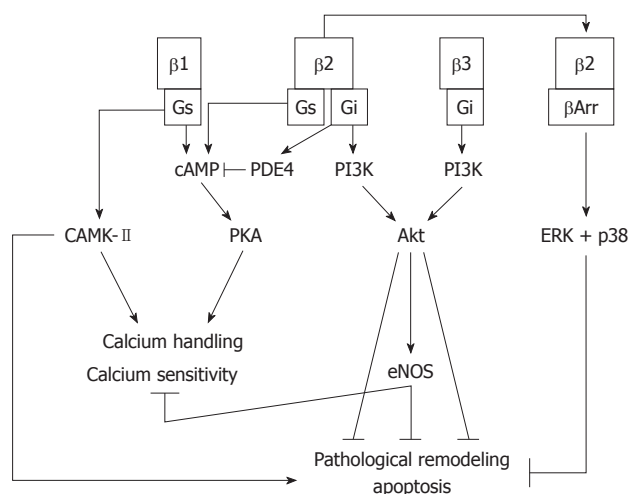 β1 β2 β3 β2
Gs Gs Gi Gi βArr
cAMP PDE4 PI3K PI3K
CAMK-Ⅱ PKA Akt ERK + p38
Calcium handling
Calcium sensitivity eNOS
Pathological remodeling
apoptosis